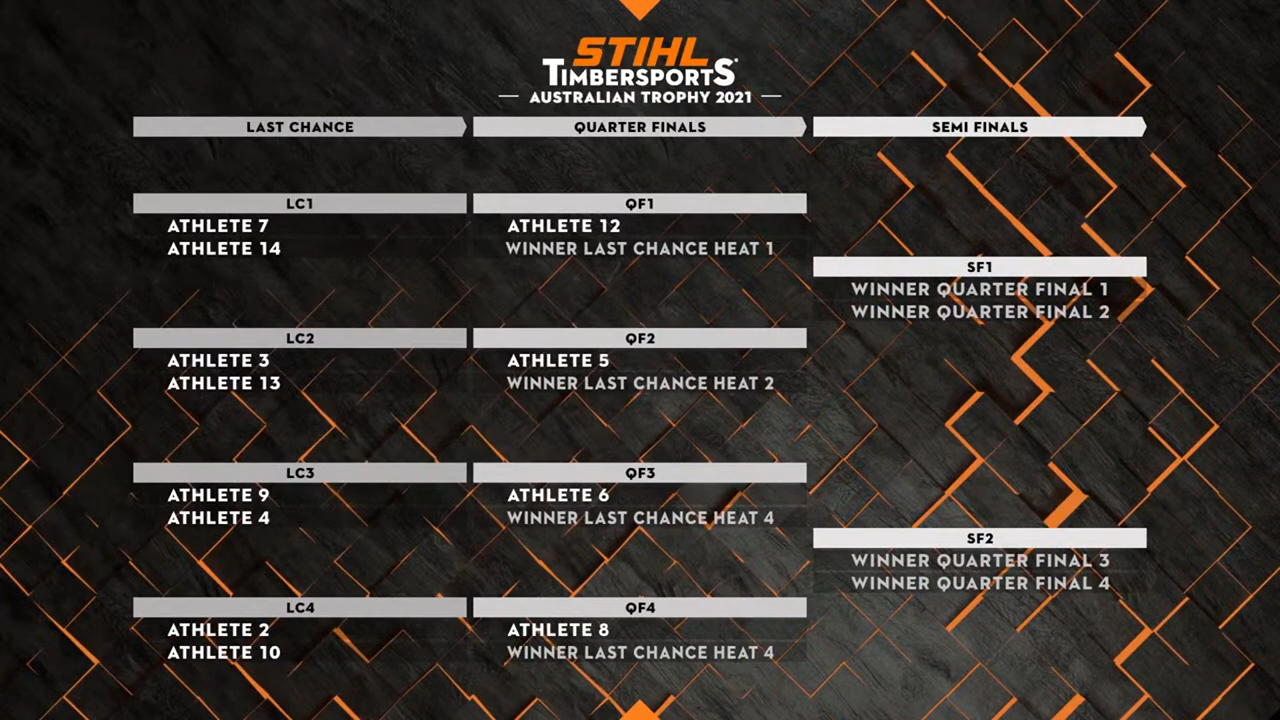 STIHL
TIMBERSPORTS
AUSTRALIAN TROPHY 2021
LAST CHANCE
QUARTER FINALS
SEMI FINALS
LC1
ATHLETE 7
ATHLETE 14
LC2
ATHLETE 3
ATHLETE 13
LC3
ATHLETE 9
ATHLETE 4
LC4
ATHLETE 2
ATHLETE 10
QF1
ATHLETE 12
WINNER LAST CHANCE HEAT 1
QF2
ATHLETE 5
WINNER LAST CHANCE HEAT 2
QF3
ATHLETE 6
WINNER LAST CHANCE HEAT 4
QF4
ATHLETE 8
WINNER LAST CHANCE HEAT 4
SF1
WINNER QUARTER FINAL 1
WINNER QUARTER FINAL 2
SF2
WINNER QUARTER FINAL 3
WINNER QUARTER FINAL 4